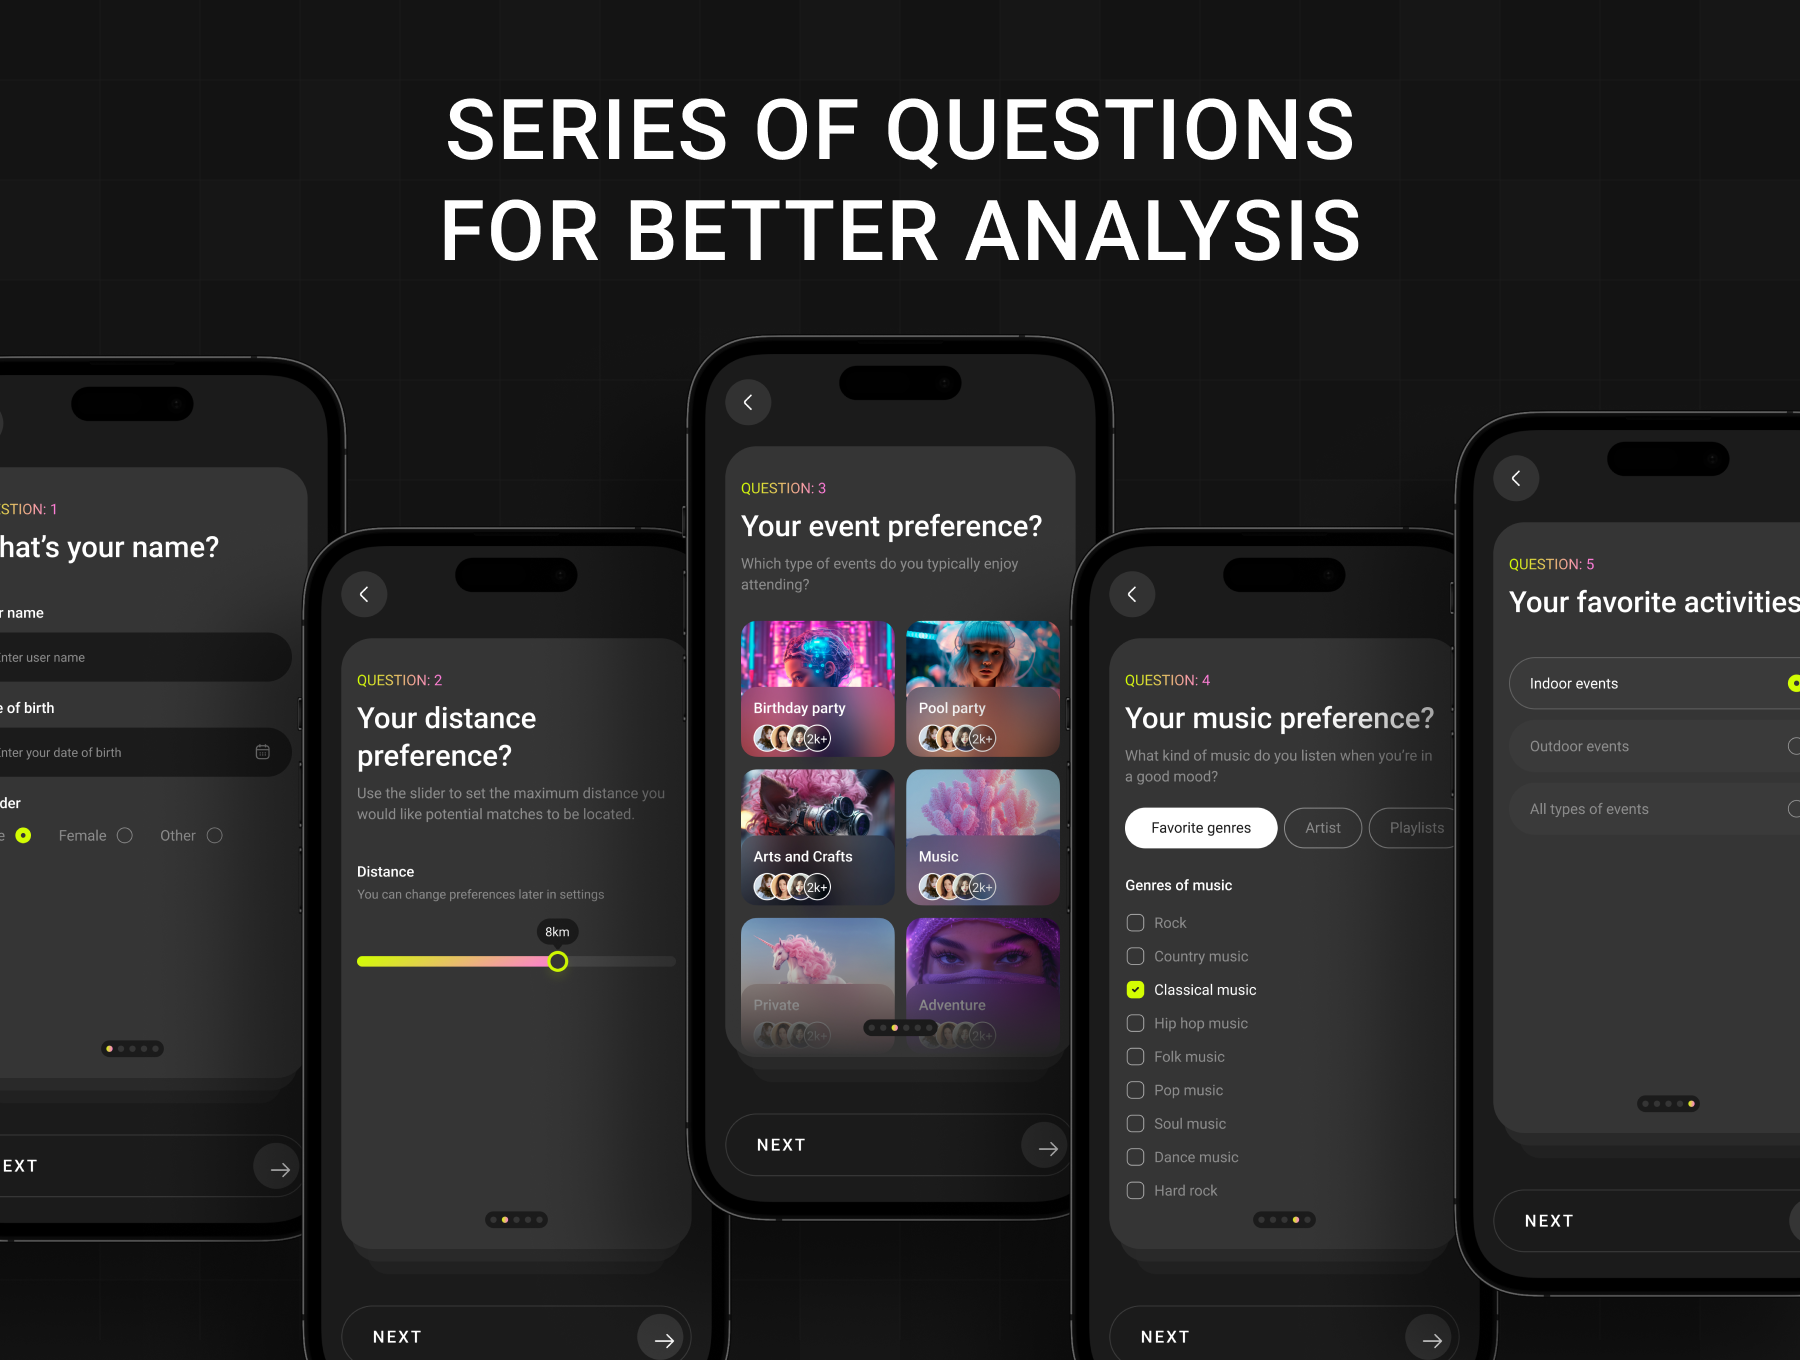 SERIES OF QUESTIONS
FOR BETTER ANALYSIS
STION: 1
hat's your name?
r name
nter user name
e of birth
nter your date of birth
der
e
Female
Other
EXT
QUESTION: 2
Your distance
preference?
Use the slider to set the maximum distance you
would like potential matches to be located.
Distance
You can change preferences later in settings
8km
NEXT
QUESTION: 3
Your event preference?
Which type of events do you typically enjoy
attending?
Birthday party
2k+
Pool party
2k+
Arts and Crafts
2k+
Music
2k+
Private
2k+
Adventure
2k+
NEXT
QUESTION: 4
Your music preference?
What kind of music do you listen when you're in
a good mood?
Favorite genres
Artist
Playlists
Genres of music
Rock
Country music
Classical music
Hip hop music
Folk music
Pop music
Soul music
Dance music
Hard rock
NEXT
QUESTION: 5
Your favorite activities
Indoor events
Outdoor events
All types of events
NEXT